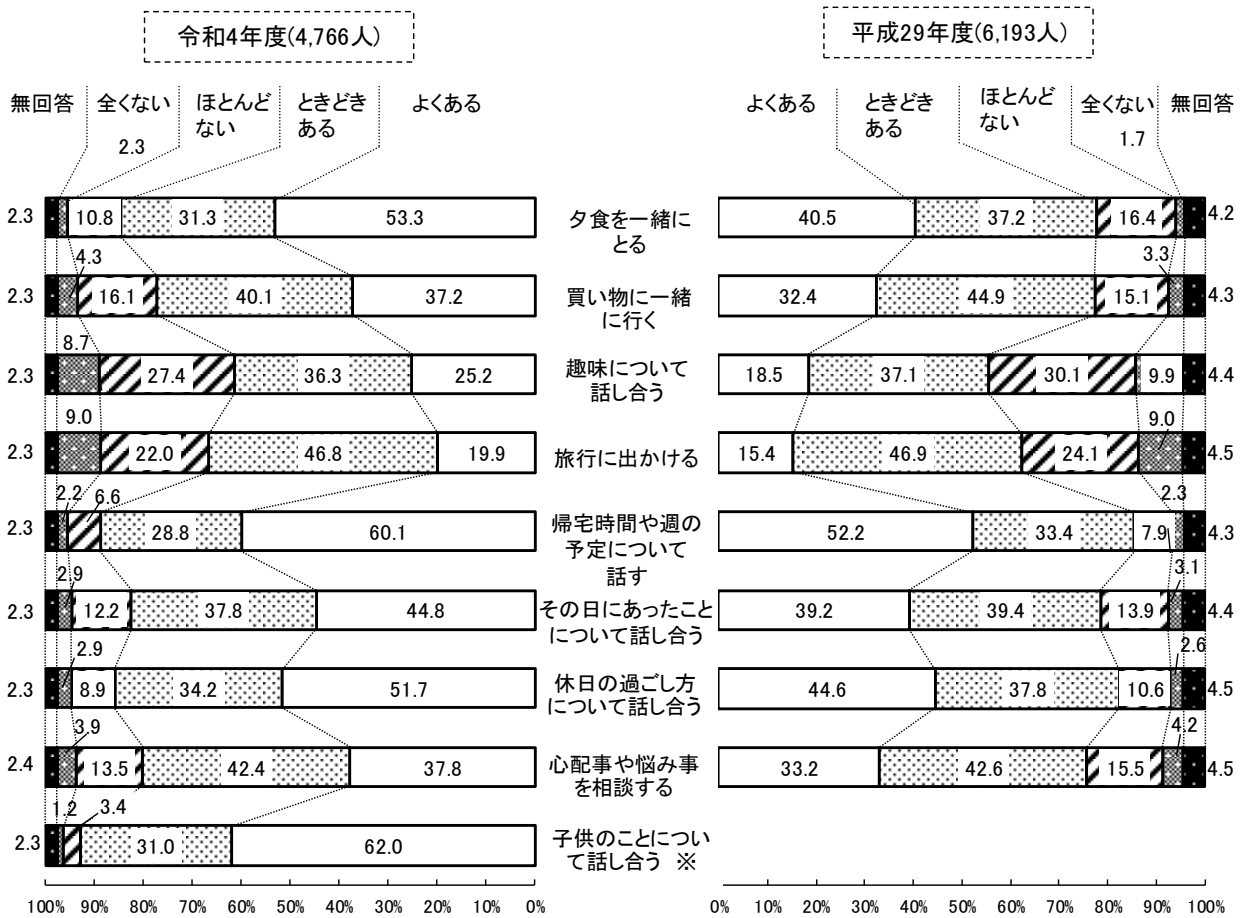 令和4年度(4,766人)
平成29年度(6,193人)
無回答 全くない ほとんど
ない ときどき
ある よくある
2.3
よくある ときどき
ある ほとんど
ない 全くない 無回答
1.7
2.3 10.8 31.3 53.3
夕食を一緒に
とる
40.5 37.2 16.4 4.2
4.3
3.3
2.3 16.1 40.1 37.2
買い物に一緒
に行く
32.4 44.9 15.1 4.3
8.7
2.3 27.4 36.3 25.2
趣味について
話し合う
18.5 37.1 30.1 9.9 4.4
9.0
9.0
2.3 22.0 46.8 19.9
旅行に出かける
15.4 46.9 24.1 4.5
2.2 6.6
2.3
2.3 28.8 60.1
帰宅時間や週の
予定について
話す
52.2 33.4 7.9 4.3
2.9
3.1
2.3 12.2 37.8 44.8
その日にあったこと
について話し合う
39.2 39.4 13.9 4.4
2.9
2.6
2.3 8.9 34.2 51.7
休日の過ごし方
について話し合う
44.6 37.8 10.6 4.5
3.9
4.2
2.4 13.5 42.4 37.8
心配事や悩み事
を相談する
33.2 42.6 15.5 4.5
1.2 3.4
2.3 31.0 62.0
子供のことについ
て話し合う ※
100% 90% 80% 70% 60% 50% 40% 30% 20% 10% 0%
0% 10% 20% 30% 40% 50% 60% 70% 80% 90% 100%